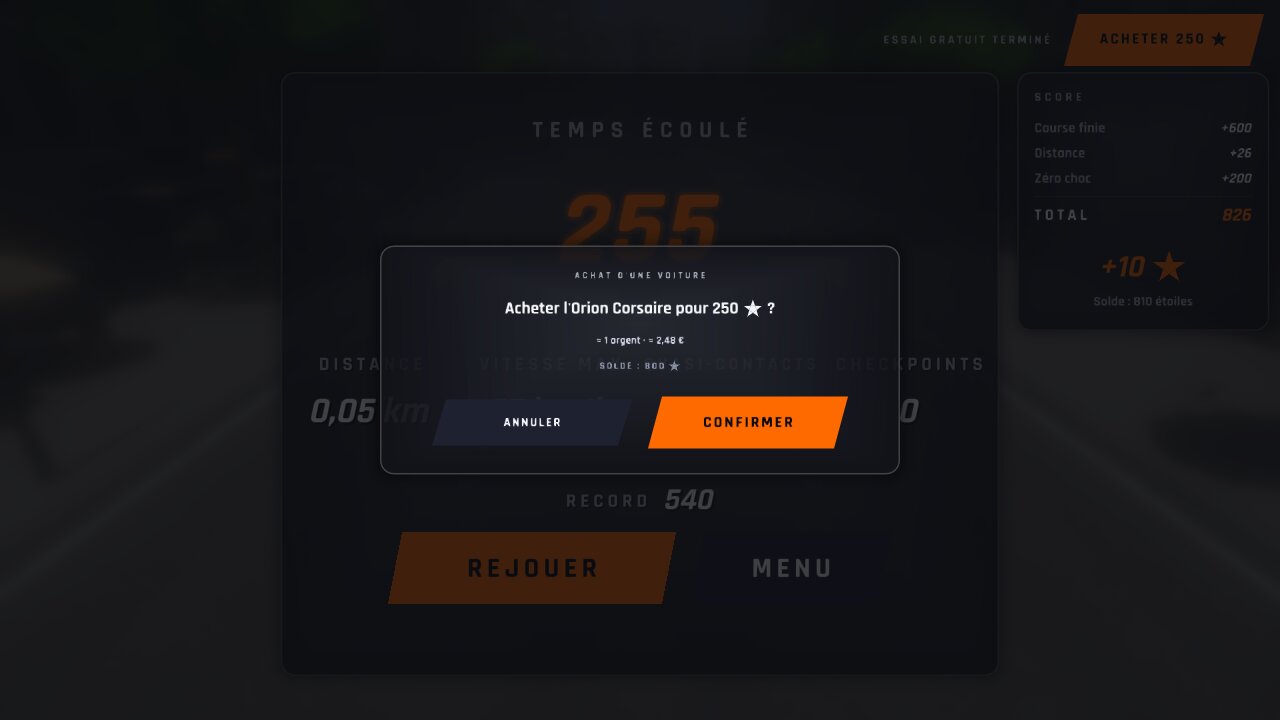 ESSAI GRATUIT TERMINÉ
ACHETER 250 ★
TEMPS ÉCOULÉ
255
SCORE
Course finie +600
Distance +26
Zéro choc +200
TOTAL 826
+10 ★
Solde : 810 étoiles
ACHAT D'UNE VOITURE
Acheter l'Orion Corsaire pour 250 ★ ?
≈ 1 argent · ≈ 2,48 €
SOLDE : 800 ★
ANNULER
CONFIRMER
DISTANCE VITESSE CHECKPOINTS
0,05 km 0
RECORD 540
REJOUER
MENU